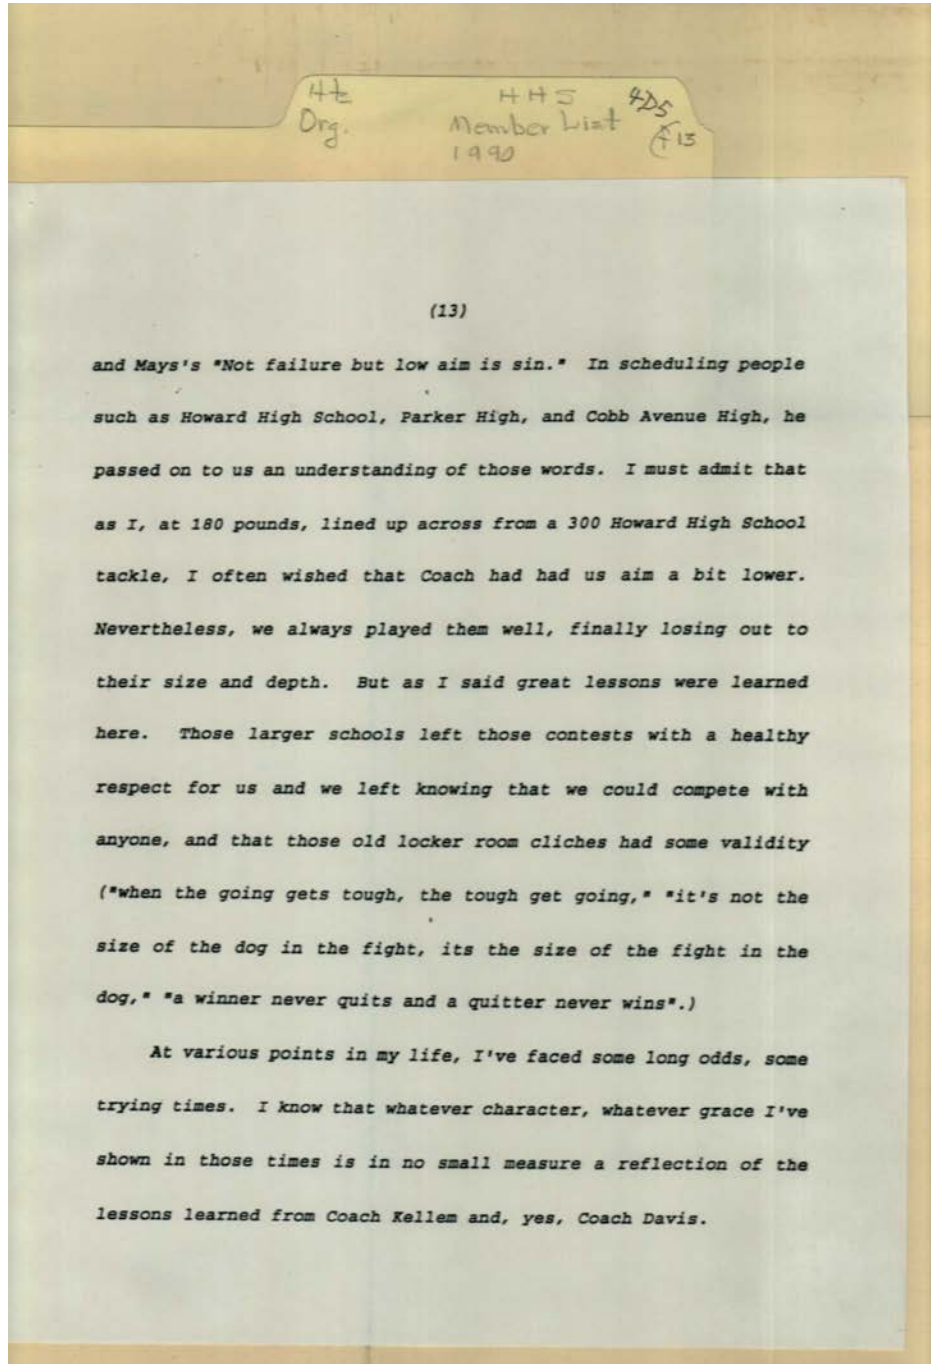 Ht HHS 4D5
Org. Member List F13
1990
(13)
and Mays's "Not failure but low aim is sin." In scheduling people
such as Howard High School, Parker High, and Cobb Avenue High, he
passed on to us an understanding of those words. I must admit that
as I, at 180 pounds, lined up across from a 300 Howard High School
tackle, I often wished that Coach had had us aim a bit lower.
Nevertheless, we always played them well, finally losing out to
their size and depth. But as I said great lessons were learned
here. Those larger schools left those contests with a healthy
respect for us and we left knowing that we could compete with
anyone, and that those old locker room cliches had some validity
("when the going gets tough, the tough get going," "it's not the
size of the dog in the fight, its the size of the fight in the
dog," "a winner never quits and a quitter never wins".)
At various points in my life, I've faced some long odds, some
trying times. I know that whatever character, whatever grace I've
shown in those times is in no small measure a reflection of the
lessons learned from Coach Kellem and, yes, Coach Davis.